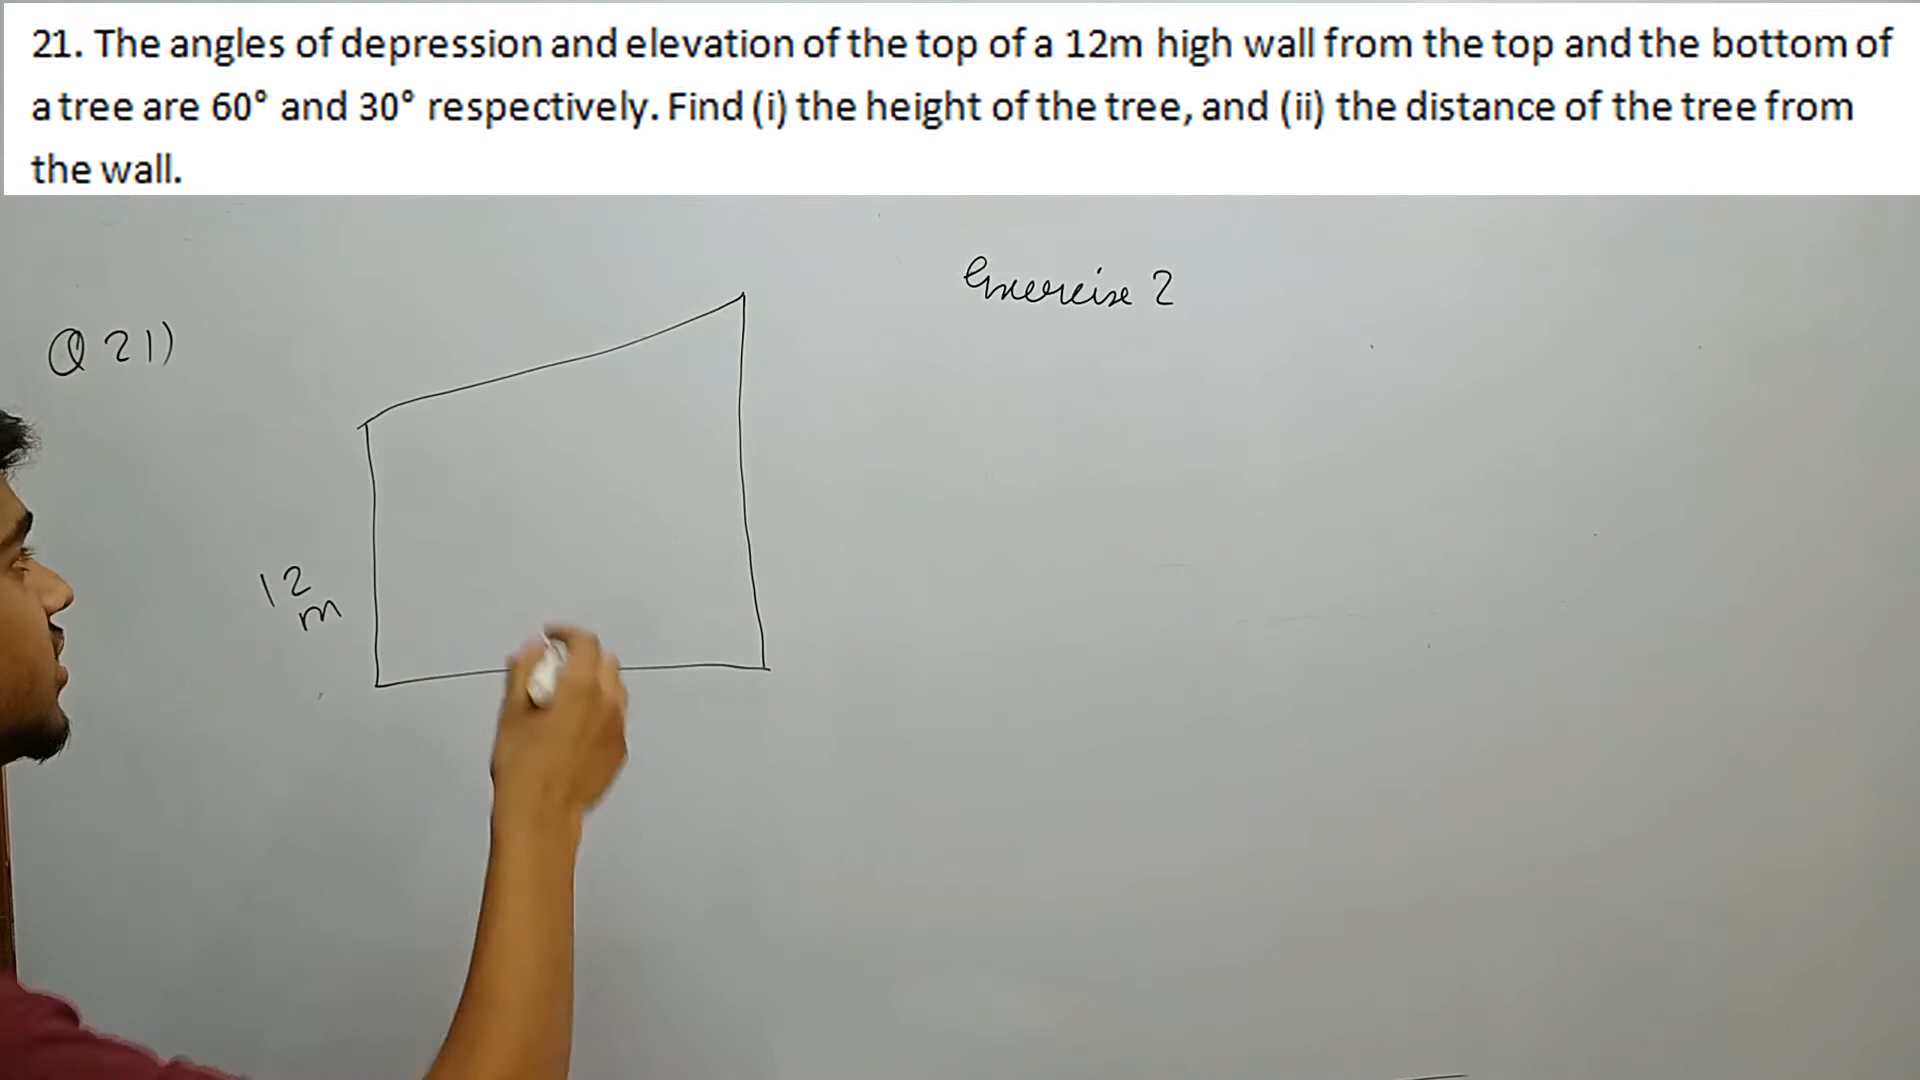 21. The angles of depression and elevation of the top of a 12m high wall from the top and the bottom of
a tree are 60° and 30° respectively. Find (i) the height of the tree, and (ii) the distance of the tree from
the wall.
Exercise 2
Q 21)
12
m